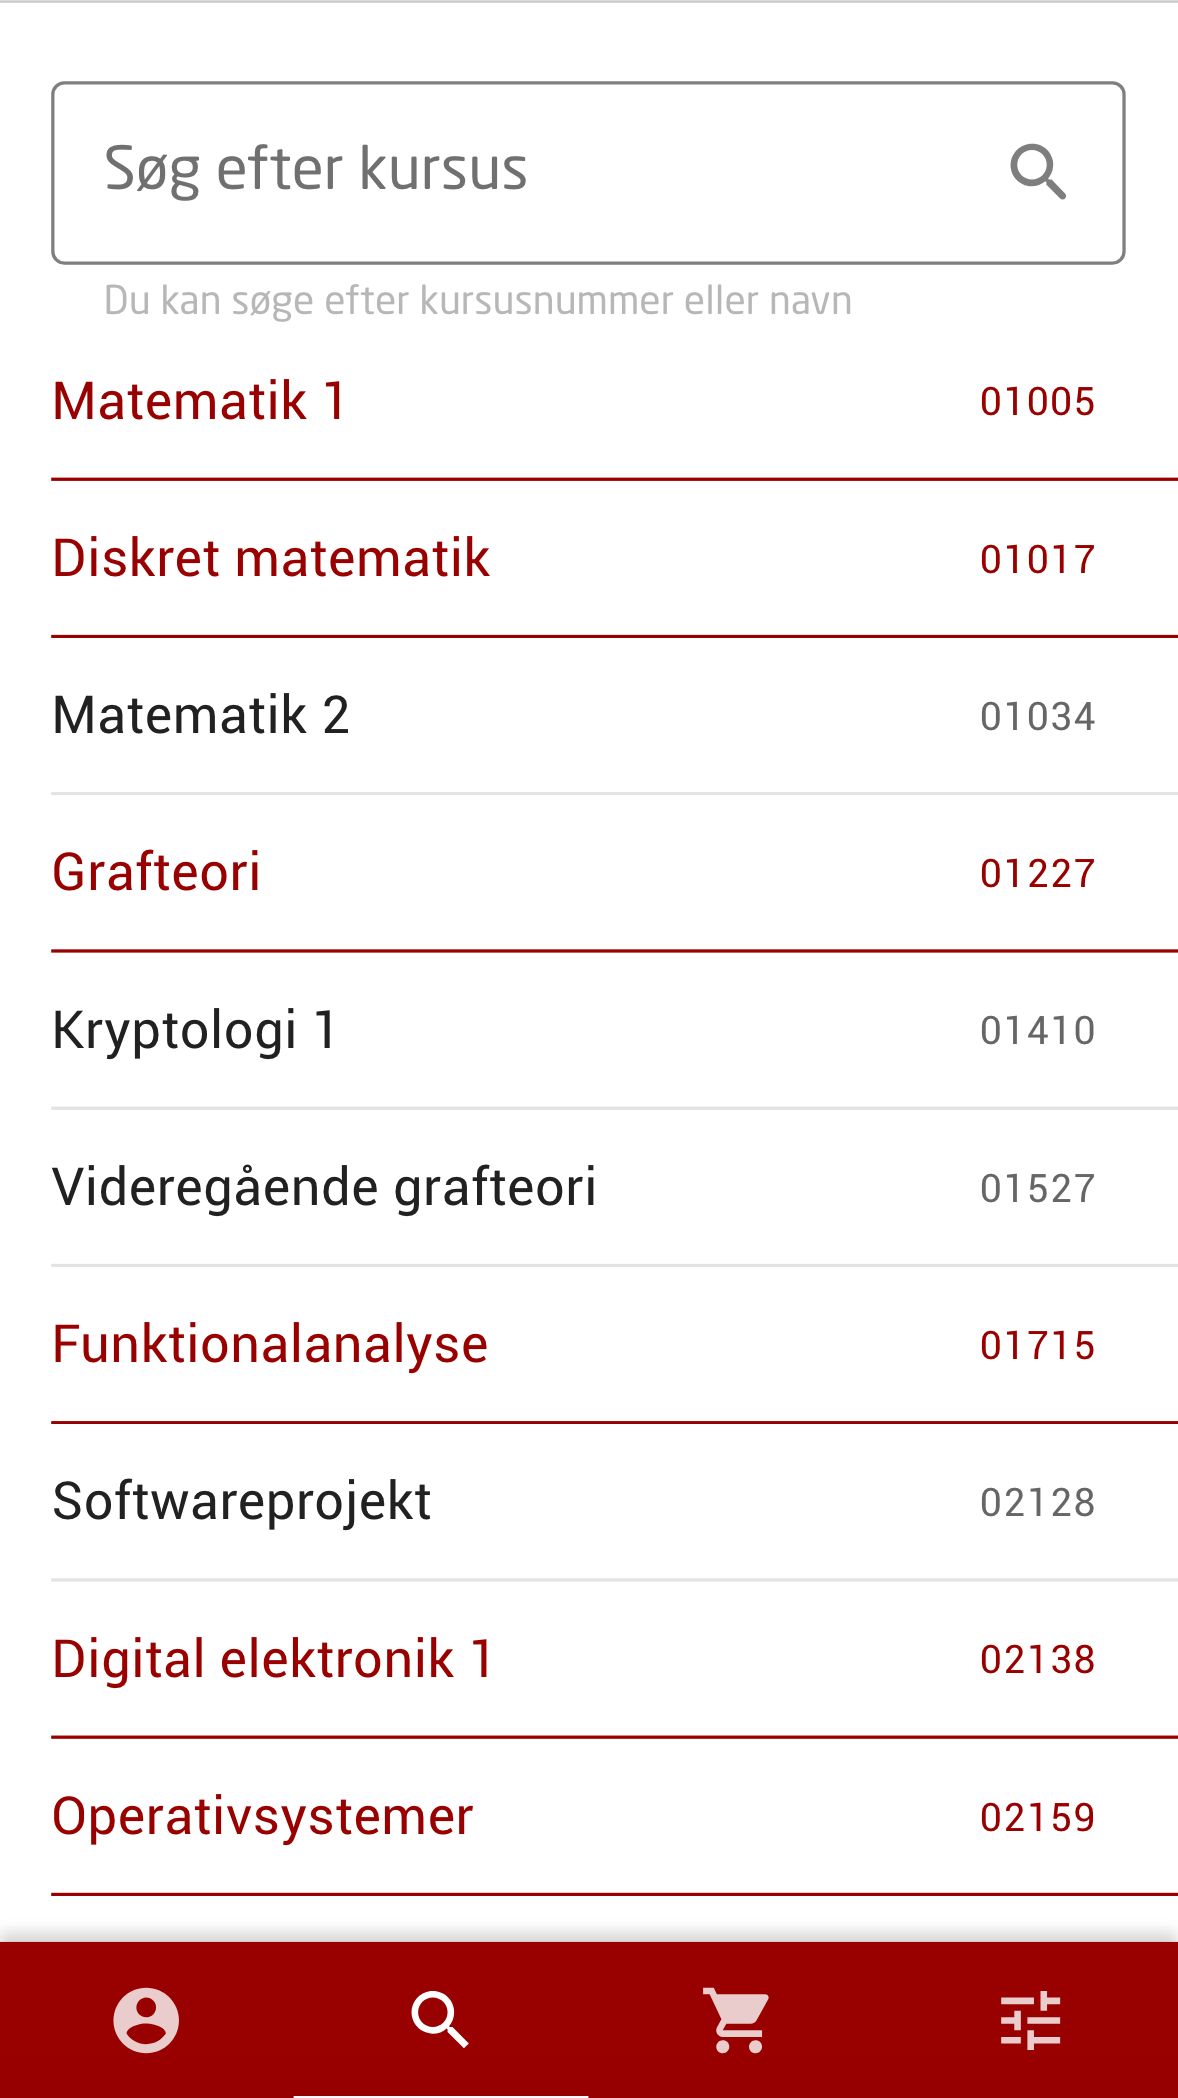 Søg efter kursus
Du kan søge efter kursusnummer eller navn
Matematik 1 01005
Diskret matematik 01017
Matematik 2 01034
Grafteori 01227
Kryptologi 1 01410
Videregående grafteori 01527
Funktionalanalyse 01715
Softwareprojekt 02128
Digital elektronik 1 02138
Operativsystemer 02159